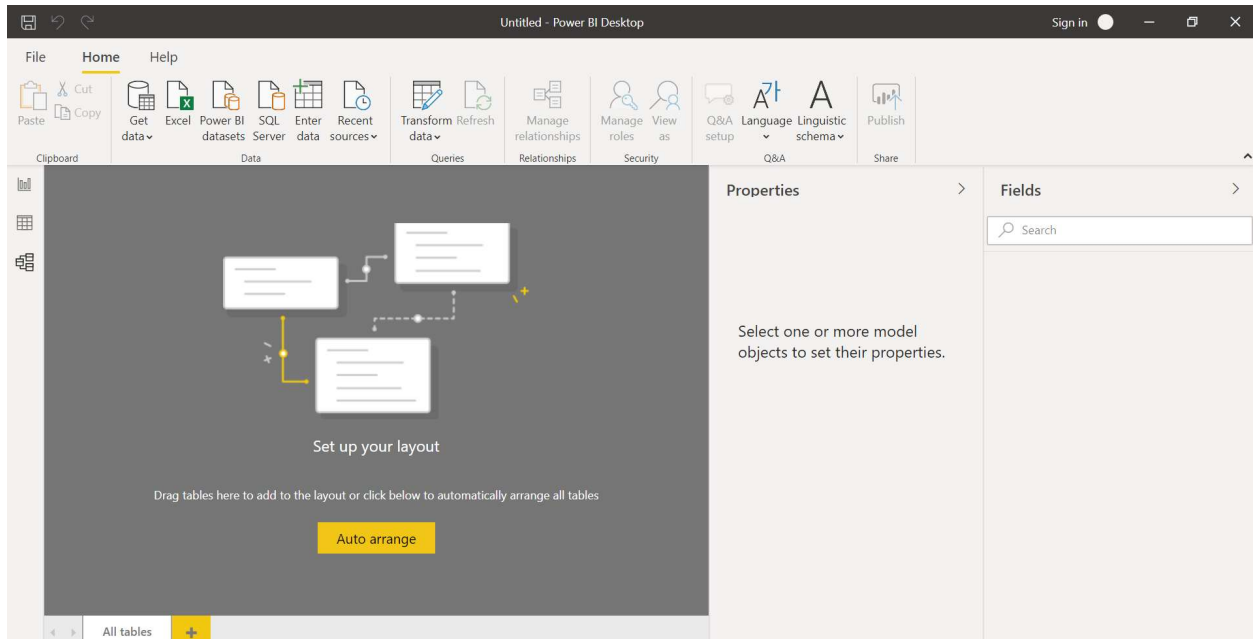 Untitled - Power BI Desktop
Sign in
File Home Help
Paste
Cut
Copy
Clipboard
Get data
Excel
Power BI datasets
SQL Server
Enter data
Recent sources
Data
Transform data
Refresh
Queries
Manage relationships
Relationships
Manage roles
View as
Security
Q&A setup
A가
Language
A
Linguistic schema
Q&A
Publish
Share
Set up your layout
Drag tables here to add to the layout or click below to automatically arrange all tables
Auto arrange
All tables
+
Properties
Select one or more model
objects to set their properties.
Fields
Search